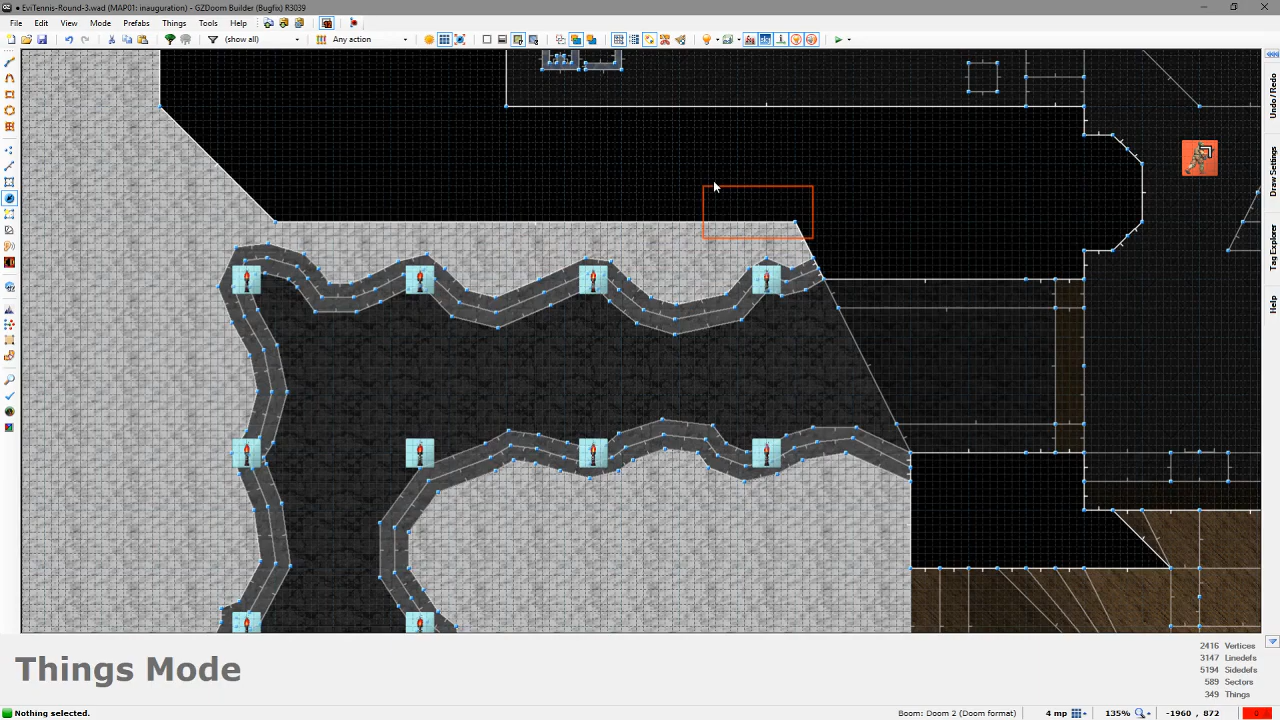 • EviTennis-Round-3.wad (MAP01: inauguration) - GZDoom Builder (Bugfix) R3039
File Edit View Mode Prefabs Things Tools Help
(show all) Any action
Undo / Redo
Draw Settings
Tag Explorer
Help
Things Mode
2416 Vertices
3147 Linedefs
5194 Sidedefs
589 Sectors
349 Things
Nothing selected. Boom: Doom 2 (Doom format) 4 mp 135% -1960 , 872